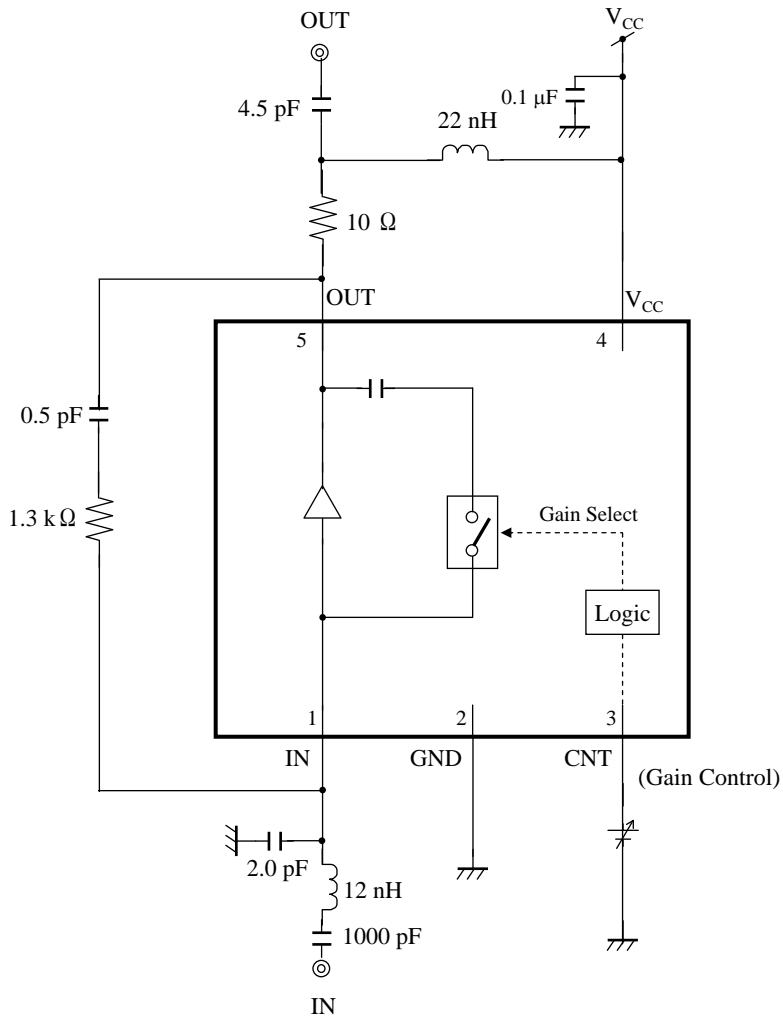 OUT
V_CC
4.5 pF
0.1 μF
22 nH
10 Ω
OUT
V_CC
5
4
0.5 pF
1.3 kΩ
Gain Select
Logic
1
2
3
IN
GND
CNT
(Gain Control)
2.0 pF
12 nH
1000 pF
IN